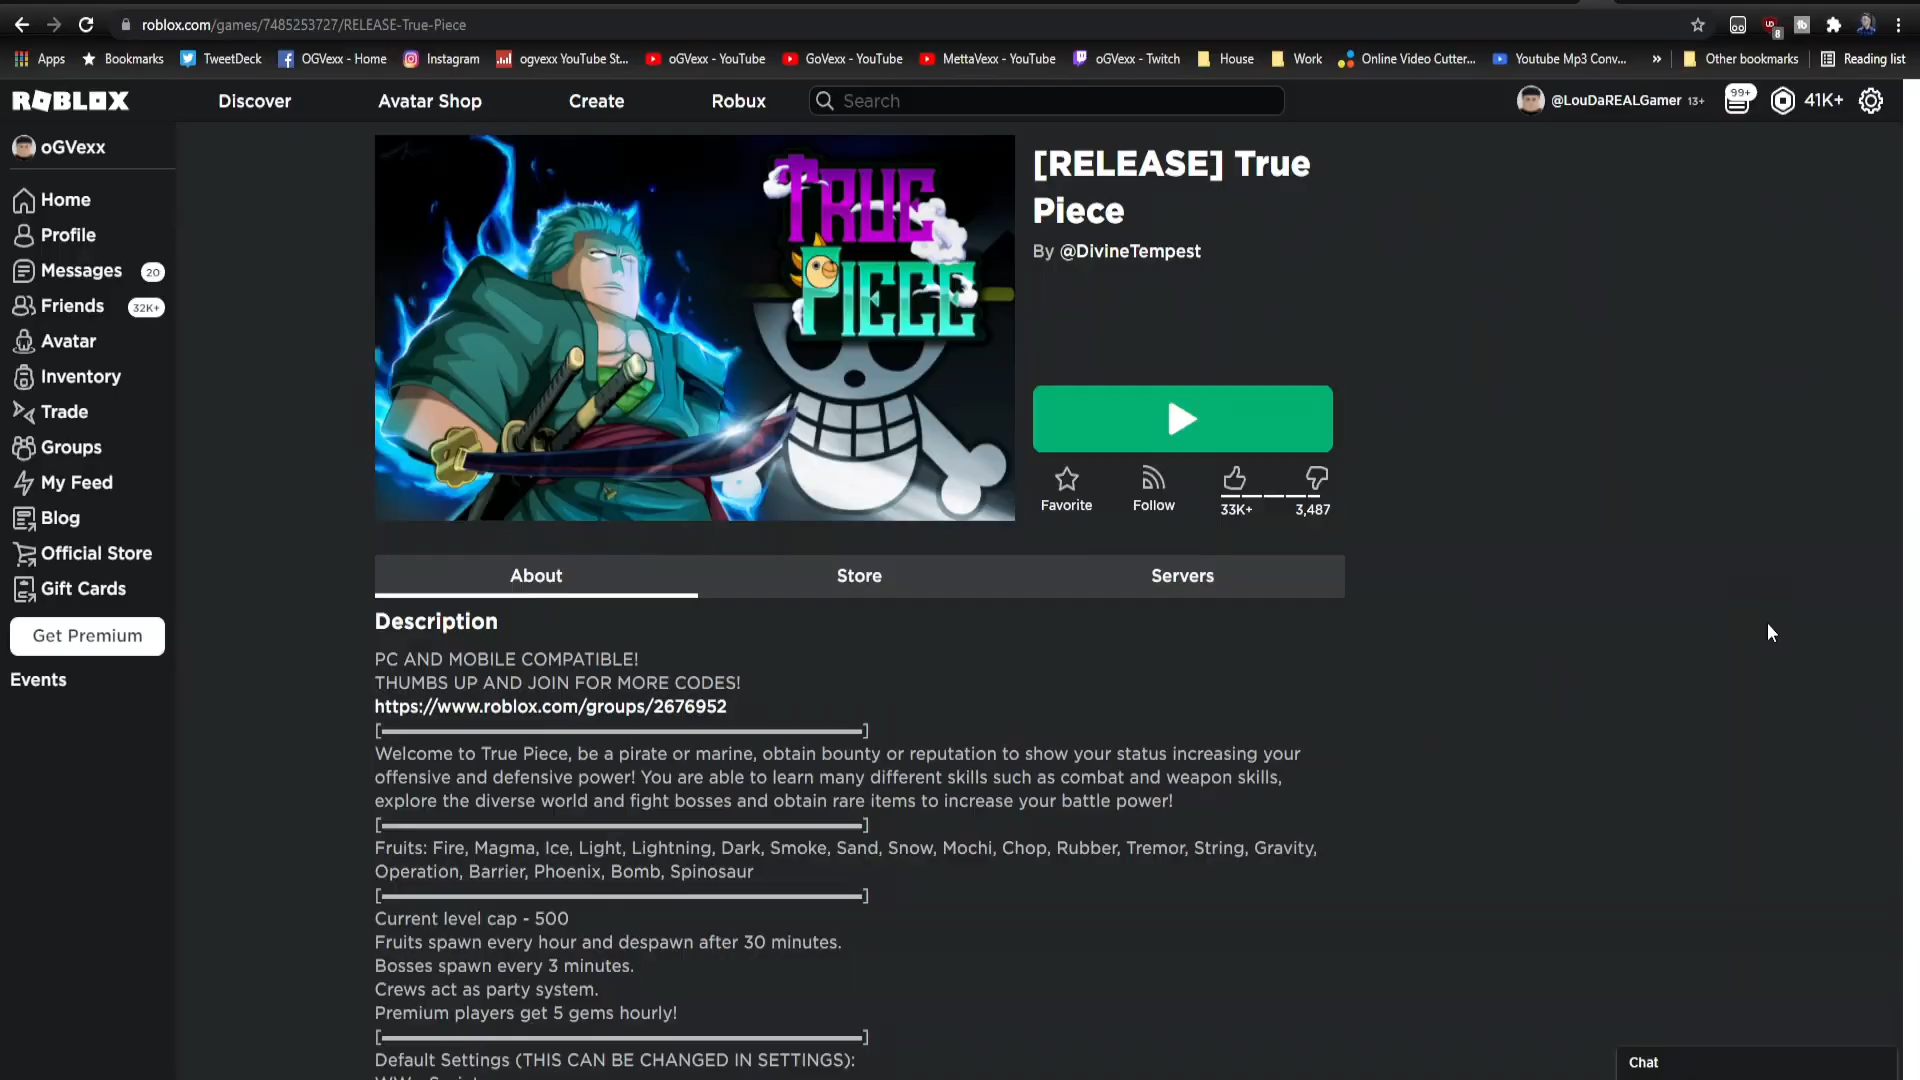 roblox.com/games/7485253727/RELEASE-True-Piece
8
Apps
Bookmarks
TweetDeck
OGVexx - Home
Instagram
ogvexx YouTube St...
oGVexx - YouTube
GoVexx - YouTube
MettaVexx - YouTube
oGVexx - Twitch
House
Work
Online Video Cutter...
Youtube Mp3 Conv...
»
Other bookmarks
Reading list
ROBLOX
Discover
Avatar Shop
Create
Robux
Search
@LouDaREALGamer 13+
99+
41K+
oGVexx
Home
Profile
Messages 20
Friends 32K+
Avatar
Inventory
Trade
Groups
My Feed
Blog
Official Store
Gift Cards
Get Premium
Events
TRUE
PIECE
[RELEASE] True
Piece
By @DivineTempest
Favorite
Follow
33K+
3,487
About
Store
Servers
Description
PC AND MOBILE COMPATIBLE!
THUMBS UP AND JOIN FOR MORE CODES!
https://www.roblox.com/groups/2676952
Welcome to True Piece, be a pirate or marine, obtain bounty or reputation to show your status increasing your
offensive and defensive power! You are able to learn many different skills such as combat and weapon skills,
explore the diverse world and fight bosses and obtain rare items to increase your battle power!
Fruits: Fire, Magma, Ice, Light, Lightning, Dark, Smoke, Sand, Snow, Mochi, Chop, Rubber, Tremor, String, Gravity,
Operation, Barrier, Phoenix, Bomb, Spinosaur
Current level cap - 500
Fruits spawn every hour and despawn after 30 minutes.
Bosses spawn every 3 minutes.
Crews act as party system.
Premium players get 5 gems hourly!
Default Settings (THIS CAN BE CHANGED IN SETTINGS):
Chat